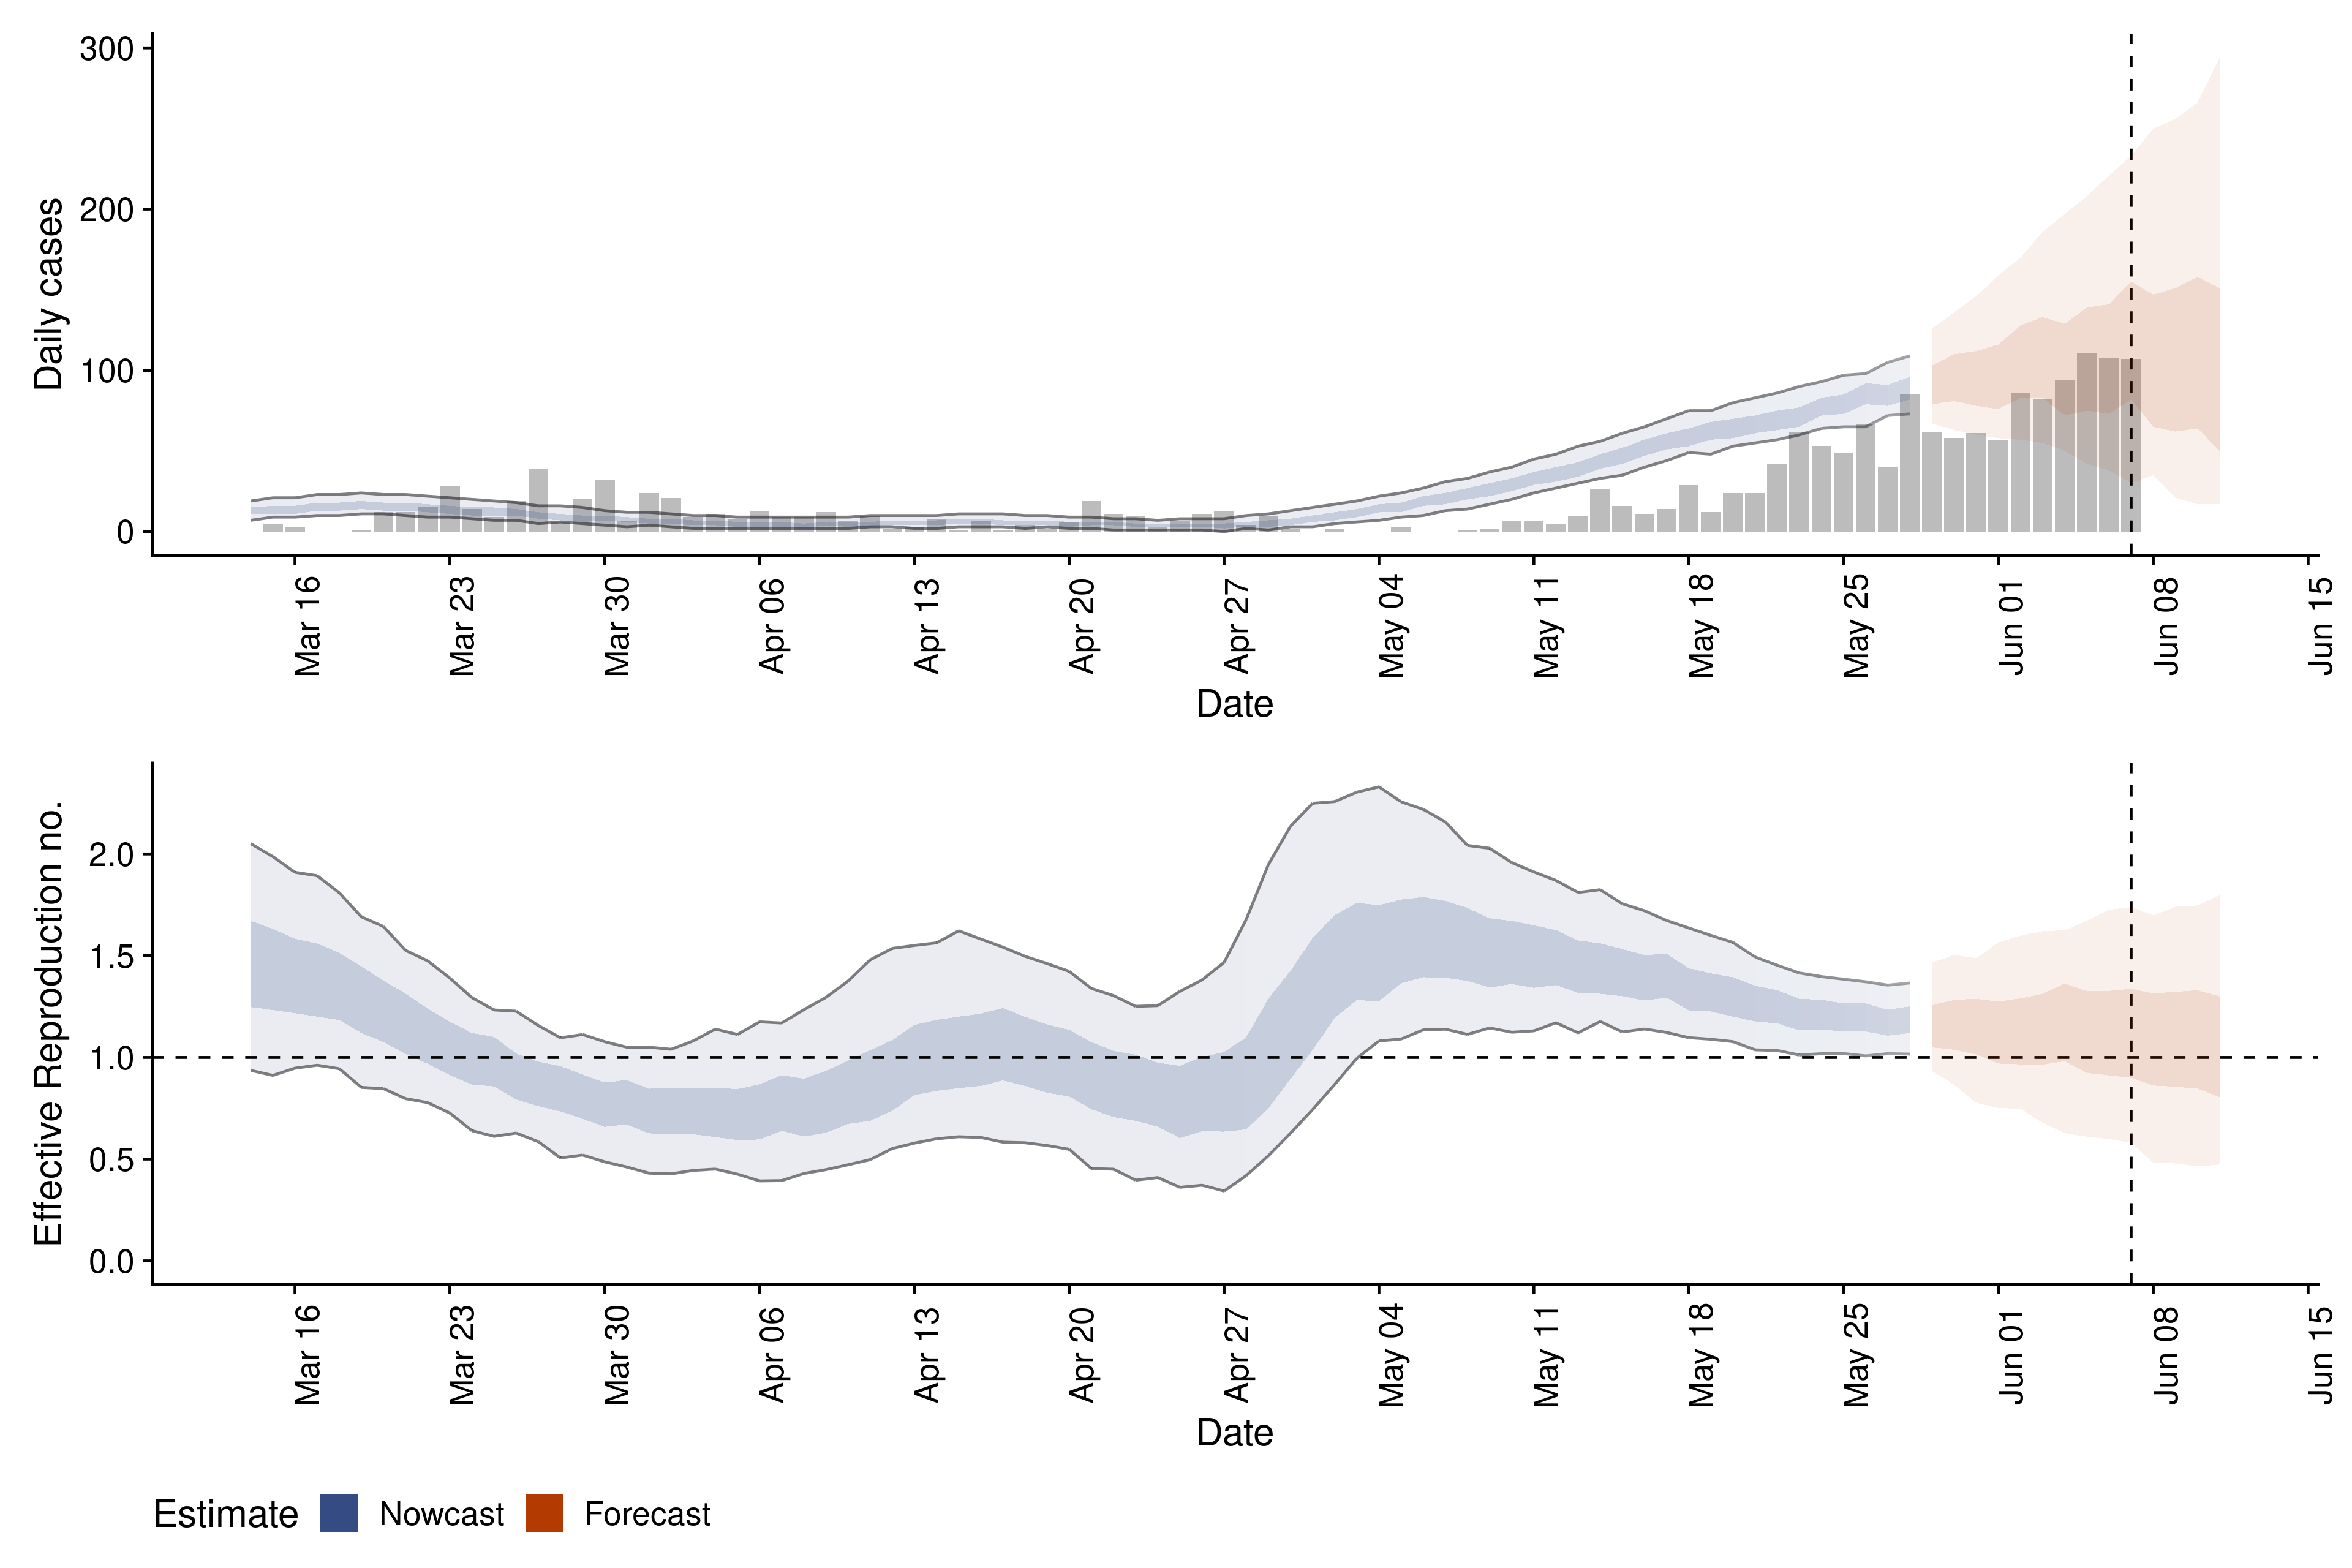 300
200
100
0
Daily cases
Mar 16
Mar 23
Mar 30
Apr 06
Apr 13
Apr 20
Apr 27
May 04
May 11
May 18
May 25
Jun 01
Jun 08
Jun 15
Date
2.0
1.5
1.0
0.5
0.0
Effective Reproduction no.
Mar 16
Mar 23
Mar 30
Apr 06
Apr 13
Apr 20
Apr 27
May 04
May 11
May 18
May 25
Jun 01
Jun 08
Jun 15
Date
Estimate Nowcast Forecast